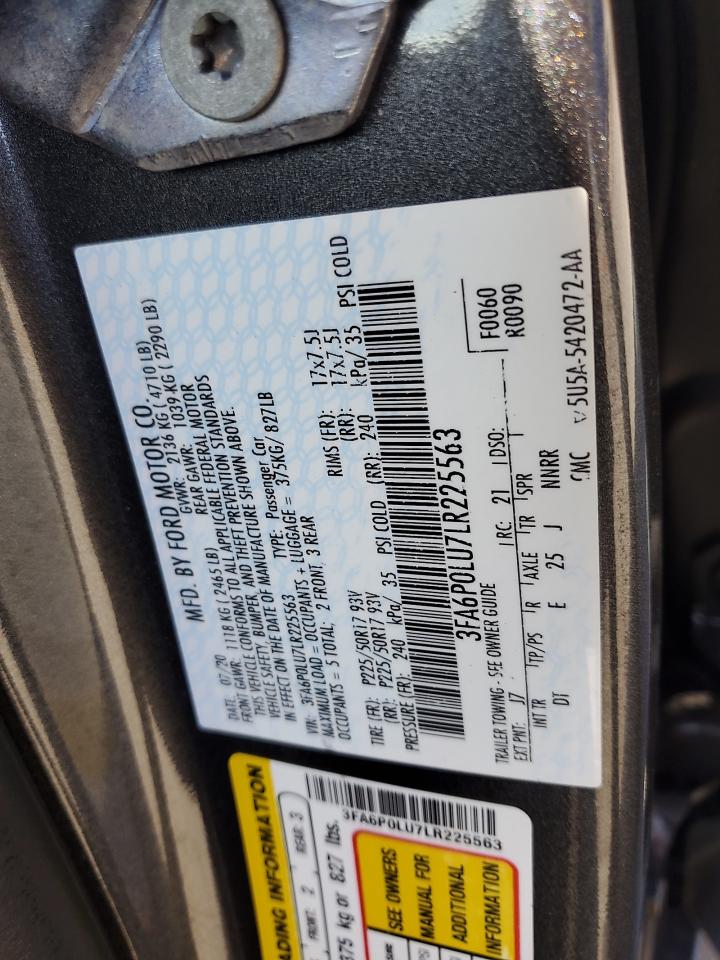 MFD. BY FORD MOTOR CO.
DATE: 07/20 GVWR: 2136 KG ( 4710 LB)
FRONT GAWR: 1118 KG ( 2465 LB) REAR GAWR: 1039 KG ( 2290 LB)
THIS VEHICLE CONFORMS TO ALL APPLICABLE FEDERAL MOTOR
VEHICLE SAFETY, BUMPER, AND THEFT PREVENTION STANDARDS
IN EFFECT ON THE DATE OF MANUFACTURE SHOWN ABOVE.
VIN: 3FA6P0LU7LR225563 TYPE: Passenger Car
MAXIMUM LOAD = OCCUPANTS + LUGGAGE = 375KG/ 827LB
OCCUPANTS = 5 TOTAL; 2 FRONT, 3 REAR
TIRE (FR): P225/50R17 93V RIMS (FR): 17x7.5J
(RR): P225/50R17 93V (RR): 17x7.5J
PRESSURE (FR): 240 kPa/ 35 PSI COLD (RR): 240 kPa/ 35 PSI COLD
3FA6P0LU7LR225563
F0060
R0090
TRAILER TOWING - SEE OWNER GUIDE
EXT PNT: J7 RC: 21 DSO:
INT TR TP/PS R AXLE TR SPR
DT E 25 J NNRR
5U5A-5420472-AA
LOADING INFORMATION
FRONT: 2 REAR 3
375 kg or 827 lbs.
3FA6P0LU7LR225563
SEE OWNERS
MANUAL FOR
ADDITIONAL
INFORMATION